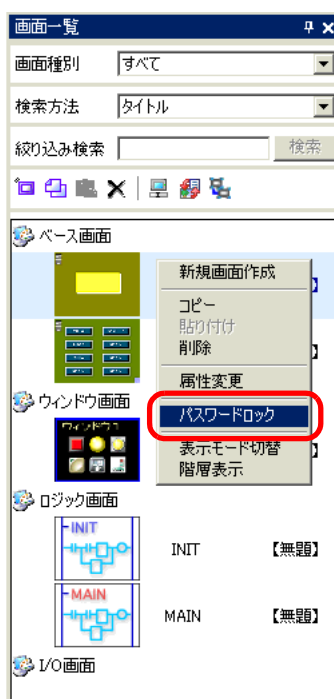 画面一覧
画面種別 すべて
検索方法 タイトル
絞り込み検索 検索
ベース画面
新規画面作成
コピー
貼り付け
削除
属性変更
パスワードロック
表示モード切替
階層表示
ウィンドウ画面
ウィンドウ1
ロジック画面
INIT
INIT 【無題】
MAIN
MAIN 【無題】
I/O画面